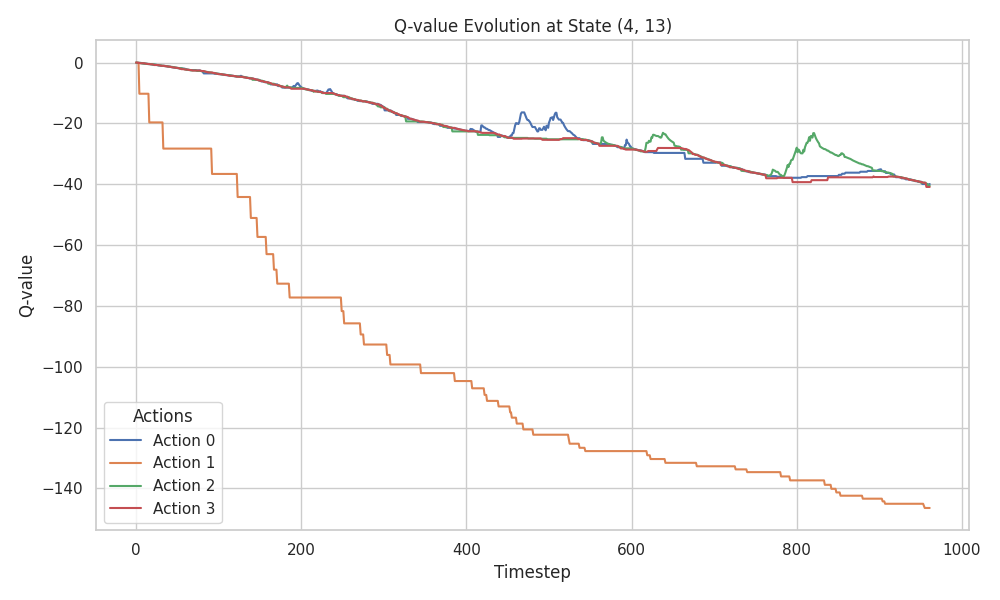 Q-value Evolution at State (4, 13)
0
−20
−40
−60
−80
−100
−120
−140
Q-value
Actions
Action 0
Action 1
Action 2
Action 3
0
200
400
600
800
1000
Timestep